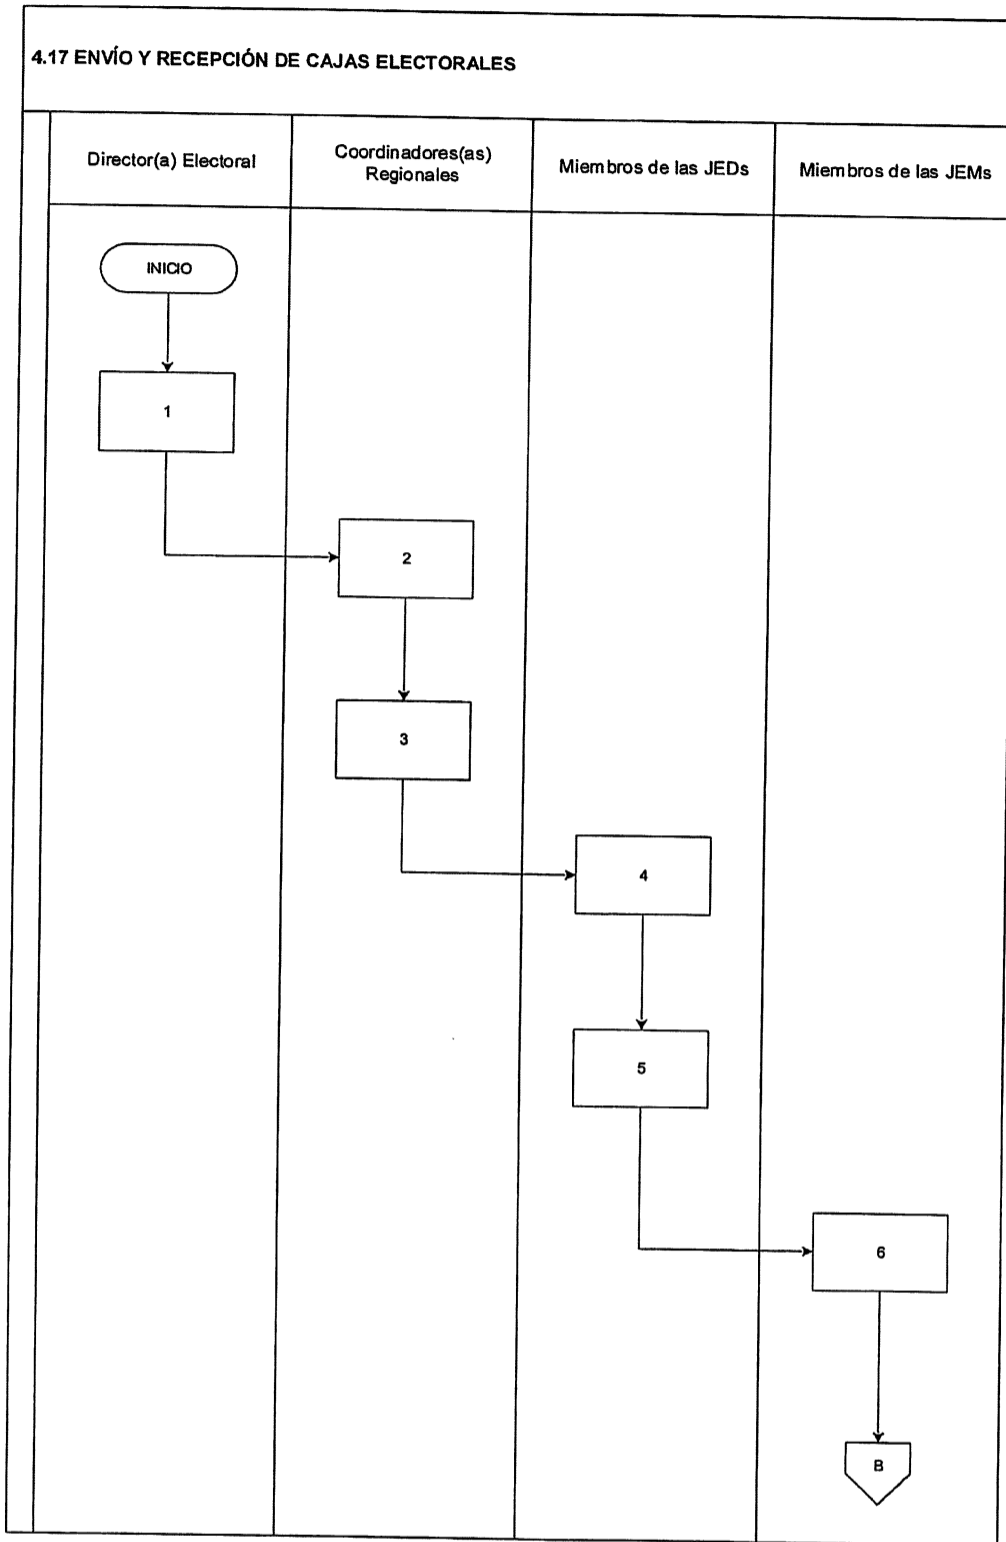 4.17 ENVÍO Y RECEPCIÓN DE CAJAS ELECTORALES
Director(a) Electoral
Coordinadores(as)
Regionales
Miembros de las JEDs
Miembros de las JEMs
INICIO
1
2
3
4
5
6
B